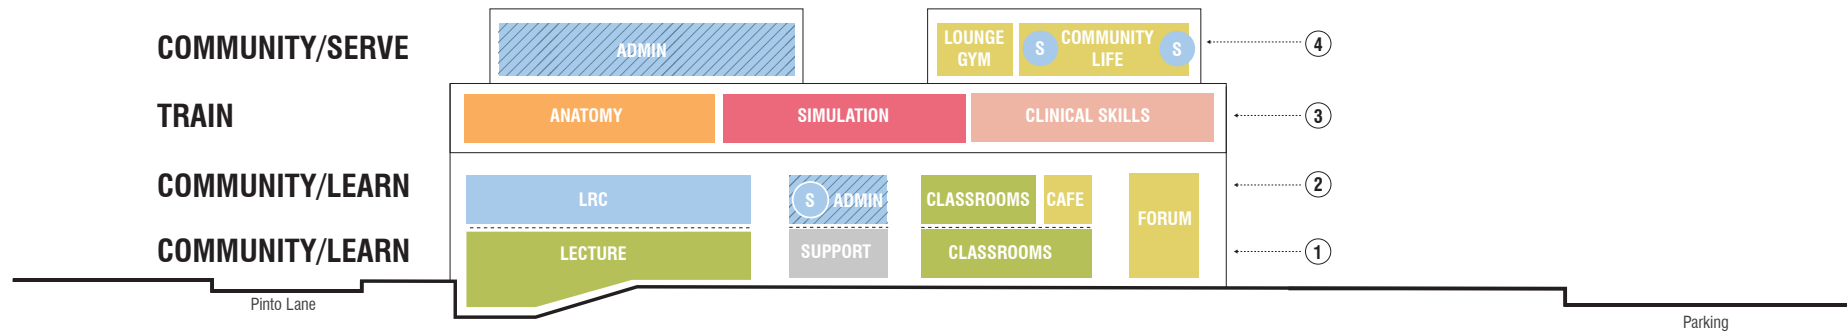 COMMUNITY/SERVE
ADMIN
LOUNGE
GYM
S COMMUNITY S
LIFE
4
TRAIN
ANATOMY
SIMULATION
CLINICAL SKILLS
3
COMMUNITY/LEARN
LRC
S ADMIN
CLASSROOMS
CAFE
FORUM
2
COMMUNITY/LEARN
LECTURE
SUPPORT
CLASSROOMS
1
Pinto Lane
Parking